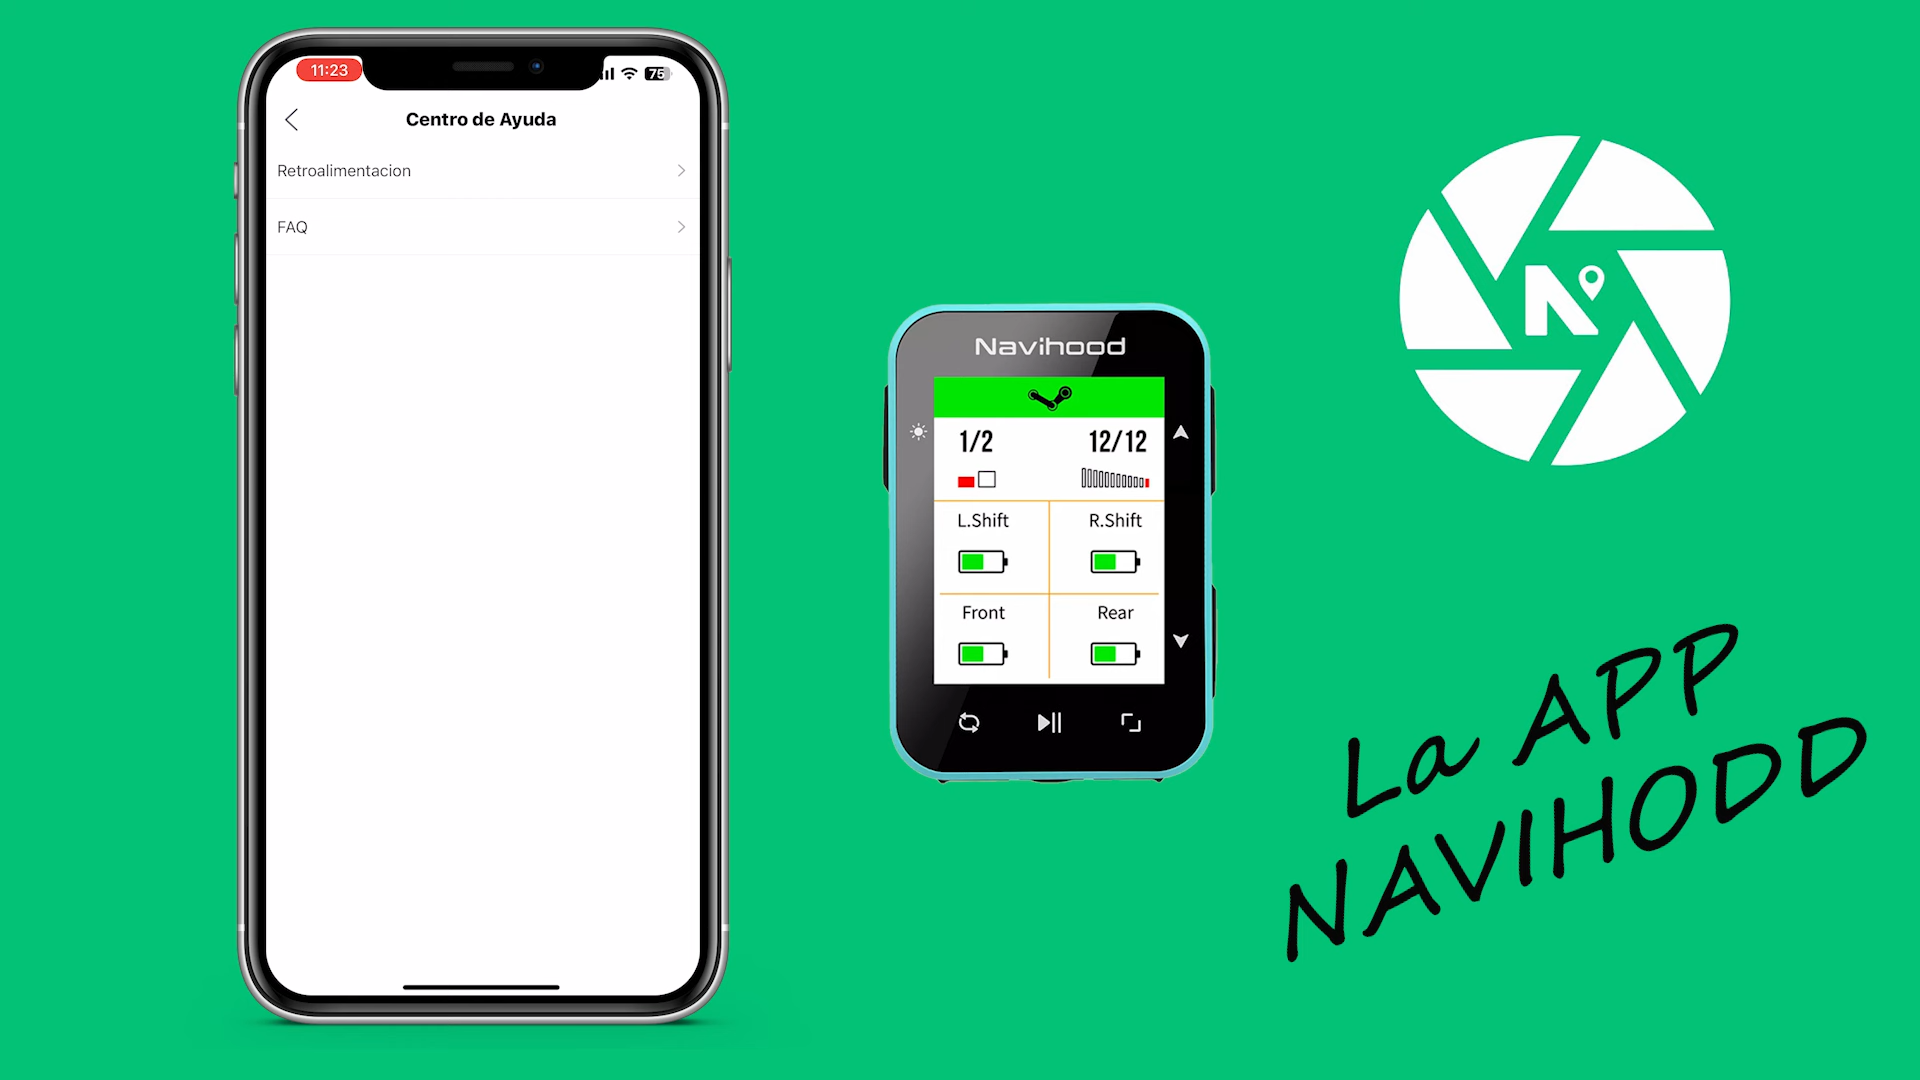 11:23
75
Centro de Ayuda
Retroalimentacion
FAQ
Navihood
1/2 12/12
L.Shift R.Shift
Front Rear
N
La APP
NAVIHODD